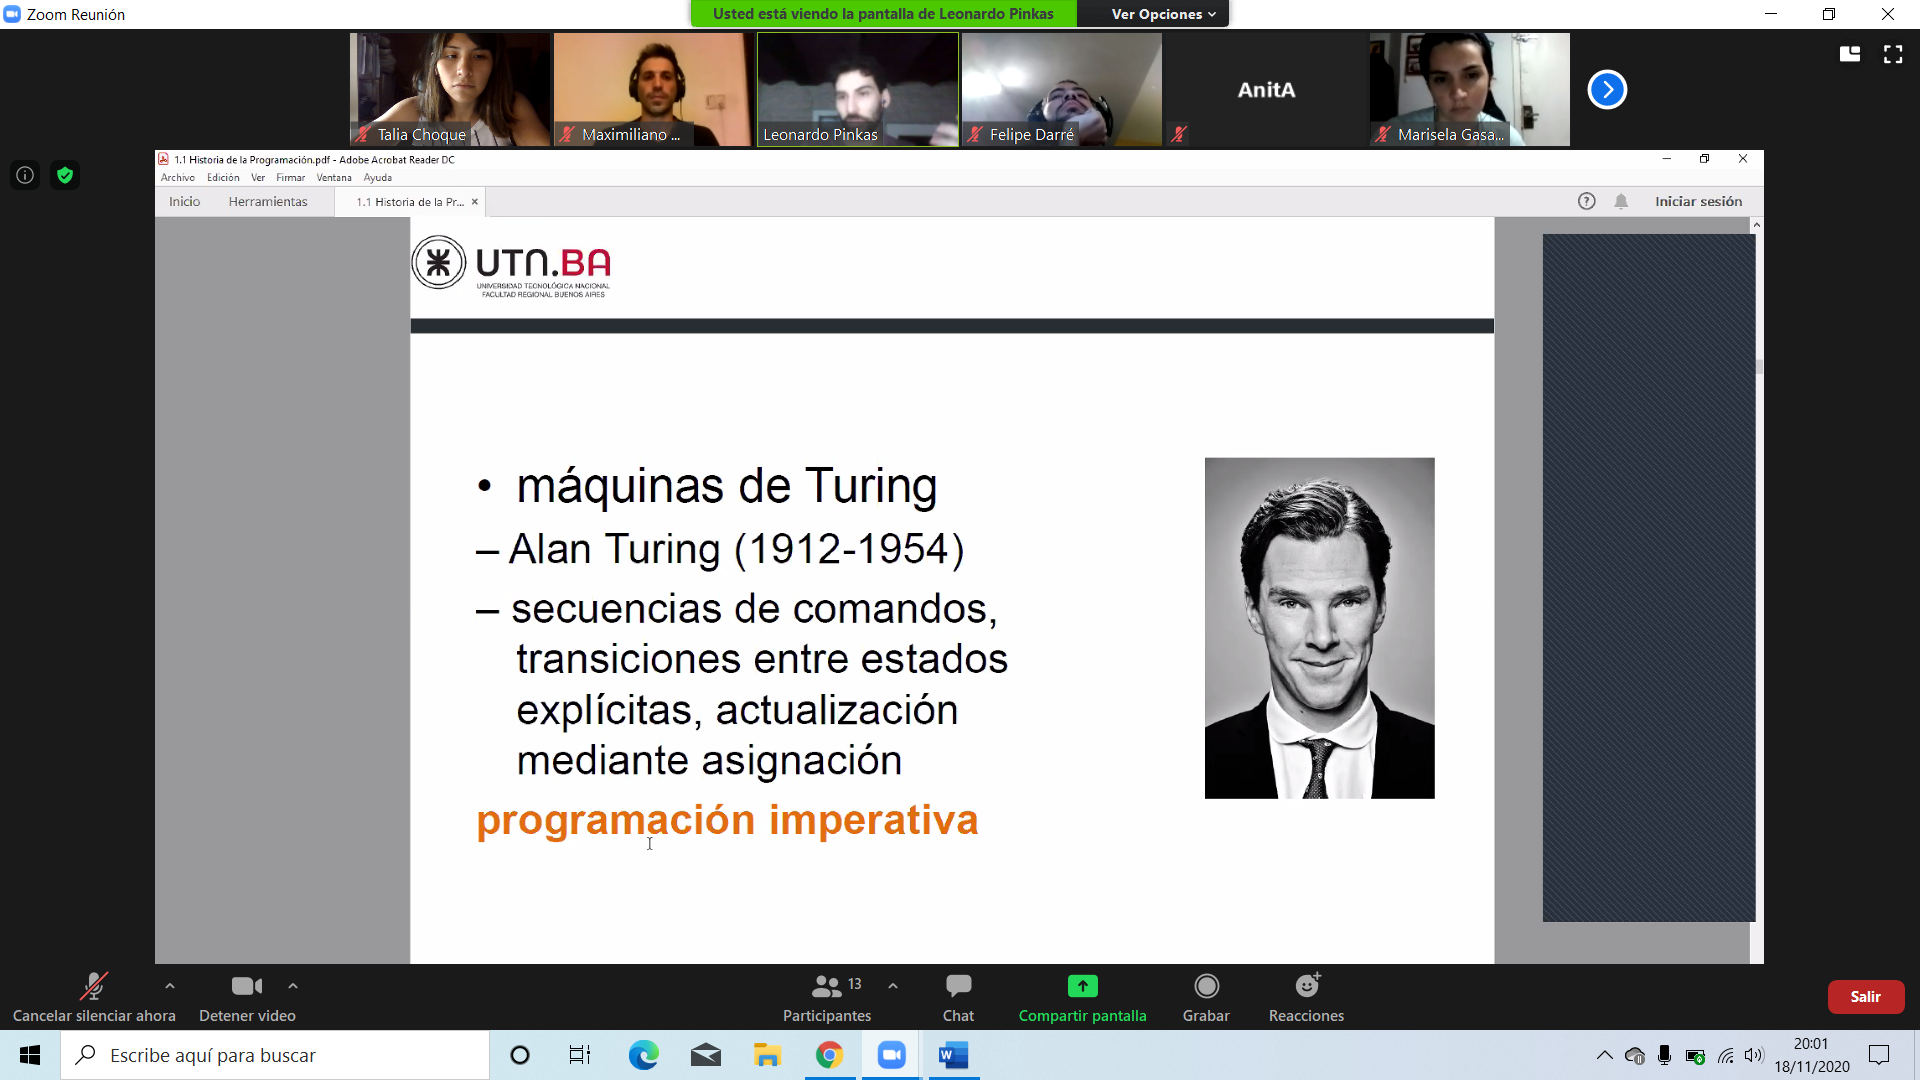 Zoom Reunión
Usted está viendo la pantalla de Leonardo Pinkas
Ver Opciones
Talia Choque
Maximiliano ...
Leonardo Pinkas
Felipe Darré
AnitA
Marisela Gasa...
1.1 Historia de la Programación.pdf - Adobe Acrobat Reader DC
Archivo Edición Ver Firmar Ventana Ayuda
Inicio Herramientas 1.1 Historia de la Pr... × Iniciar sesión
UTN.BA
UNIVERSIDAD TECNOLÓGICA NACIONAL
FACULTAD REGIONAL BUENOS AIRES
• máquinas de Turing
– Alan Turing (1912-1954)
– secuencias de comandos,
transiciones entre estados
explícitas, actualización
mediante asignación
programación imperativa
Cancelar silenciar ahora
Detener video
13
Participantes
Chat
Compartir pantalla
Grabar
Reacciones
Salir
Escribe aquí para buscar
20:01
18/11/2020